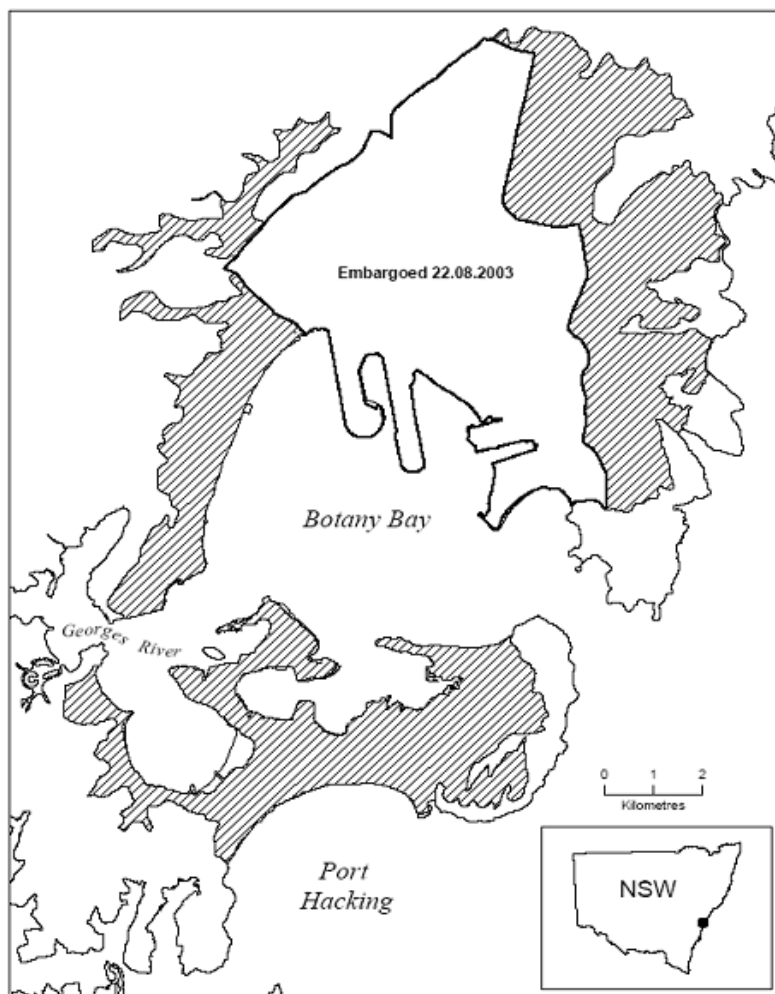 Embargoed 22.08.2003
Botany Bay
Georges River
0 1 2
Kilometres
Port
Hacking
NSW